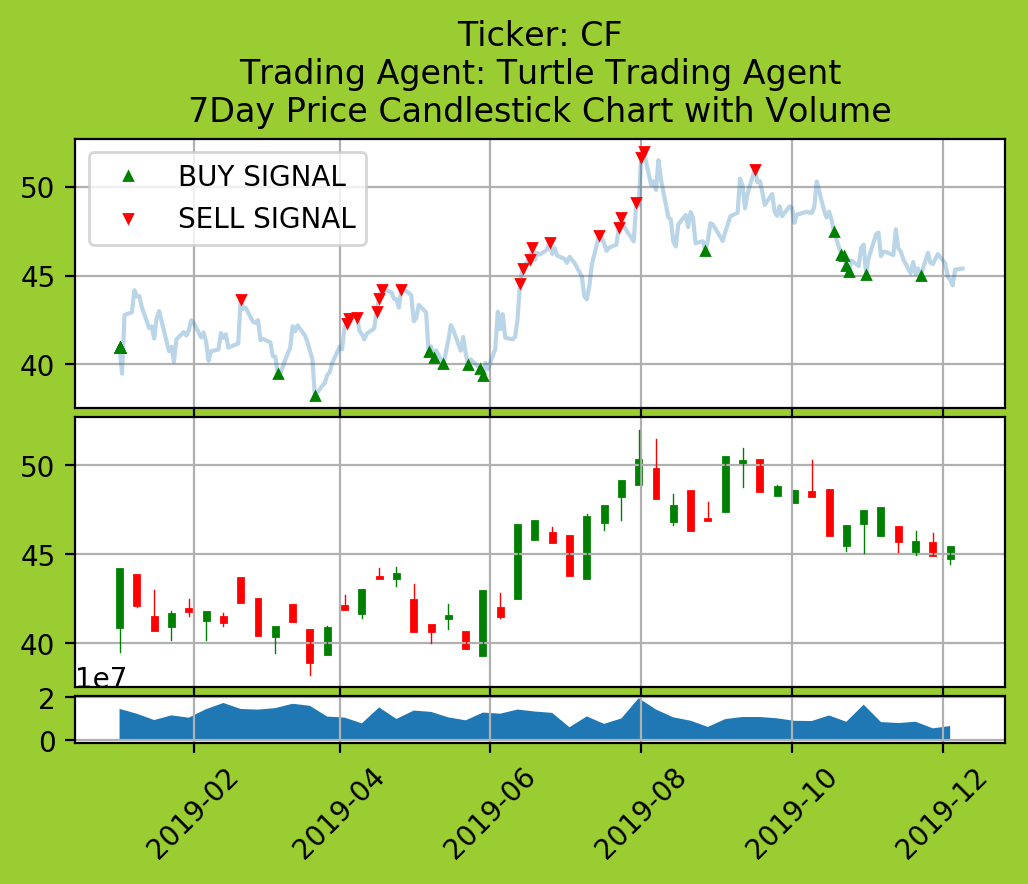 Ticker: CF
Trading Agent: Turtle Trading Agent
7Day Price Candlestick Chart with Volume
BUY SIGNAL
SELL SIGNAL
50
45
40
50
45
40
1e7
2
0
2019-02
2019-04
2019-06
2019-08
2019-10
2019-12